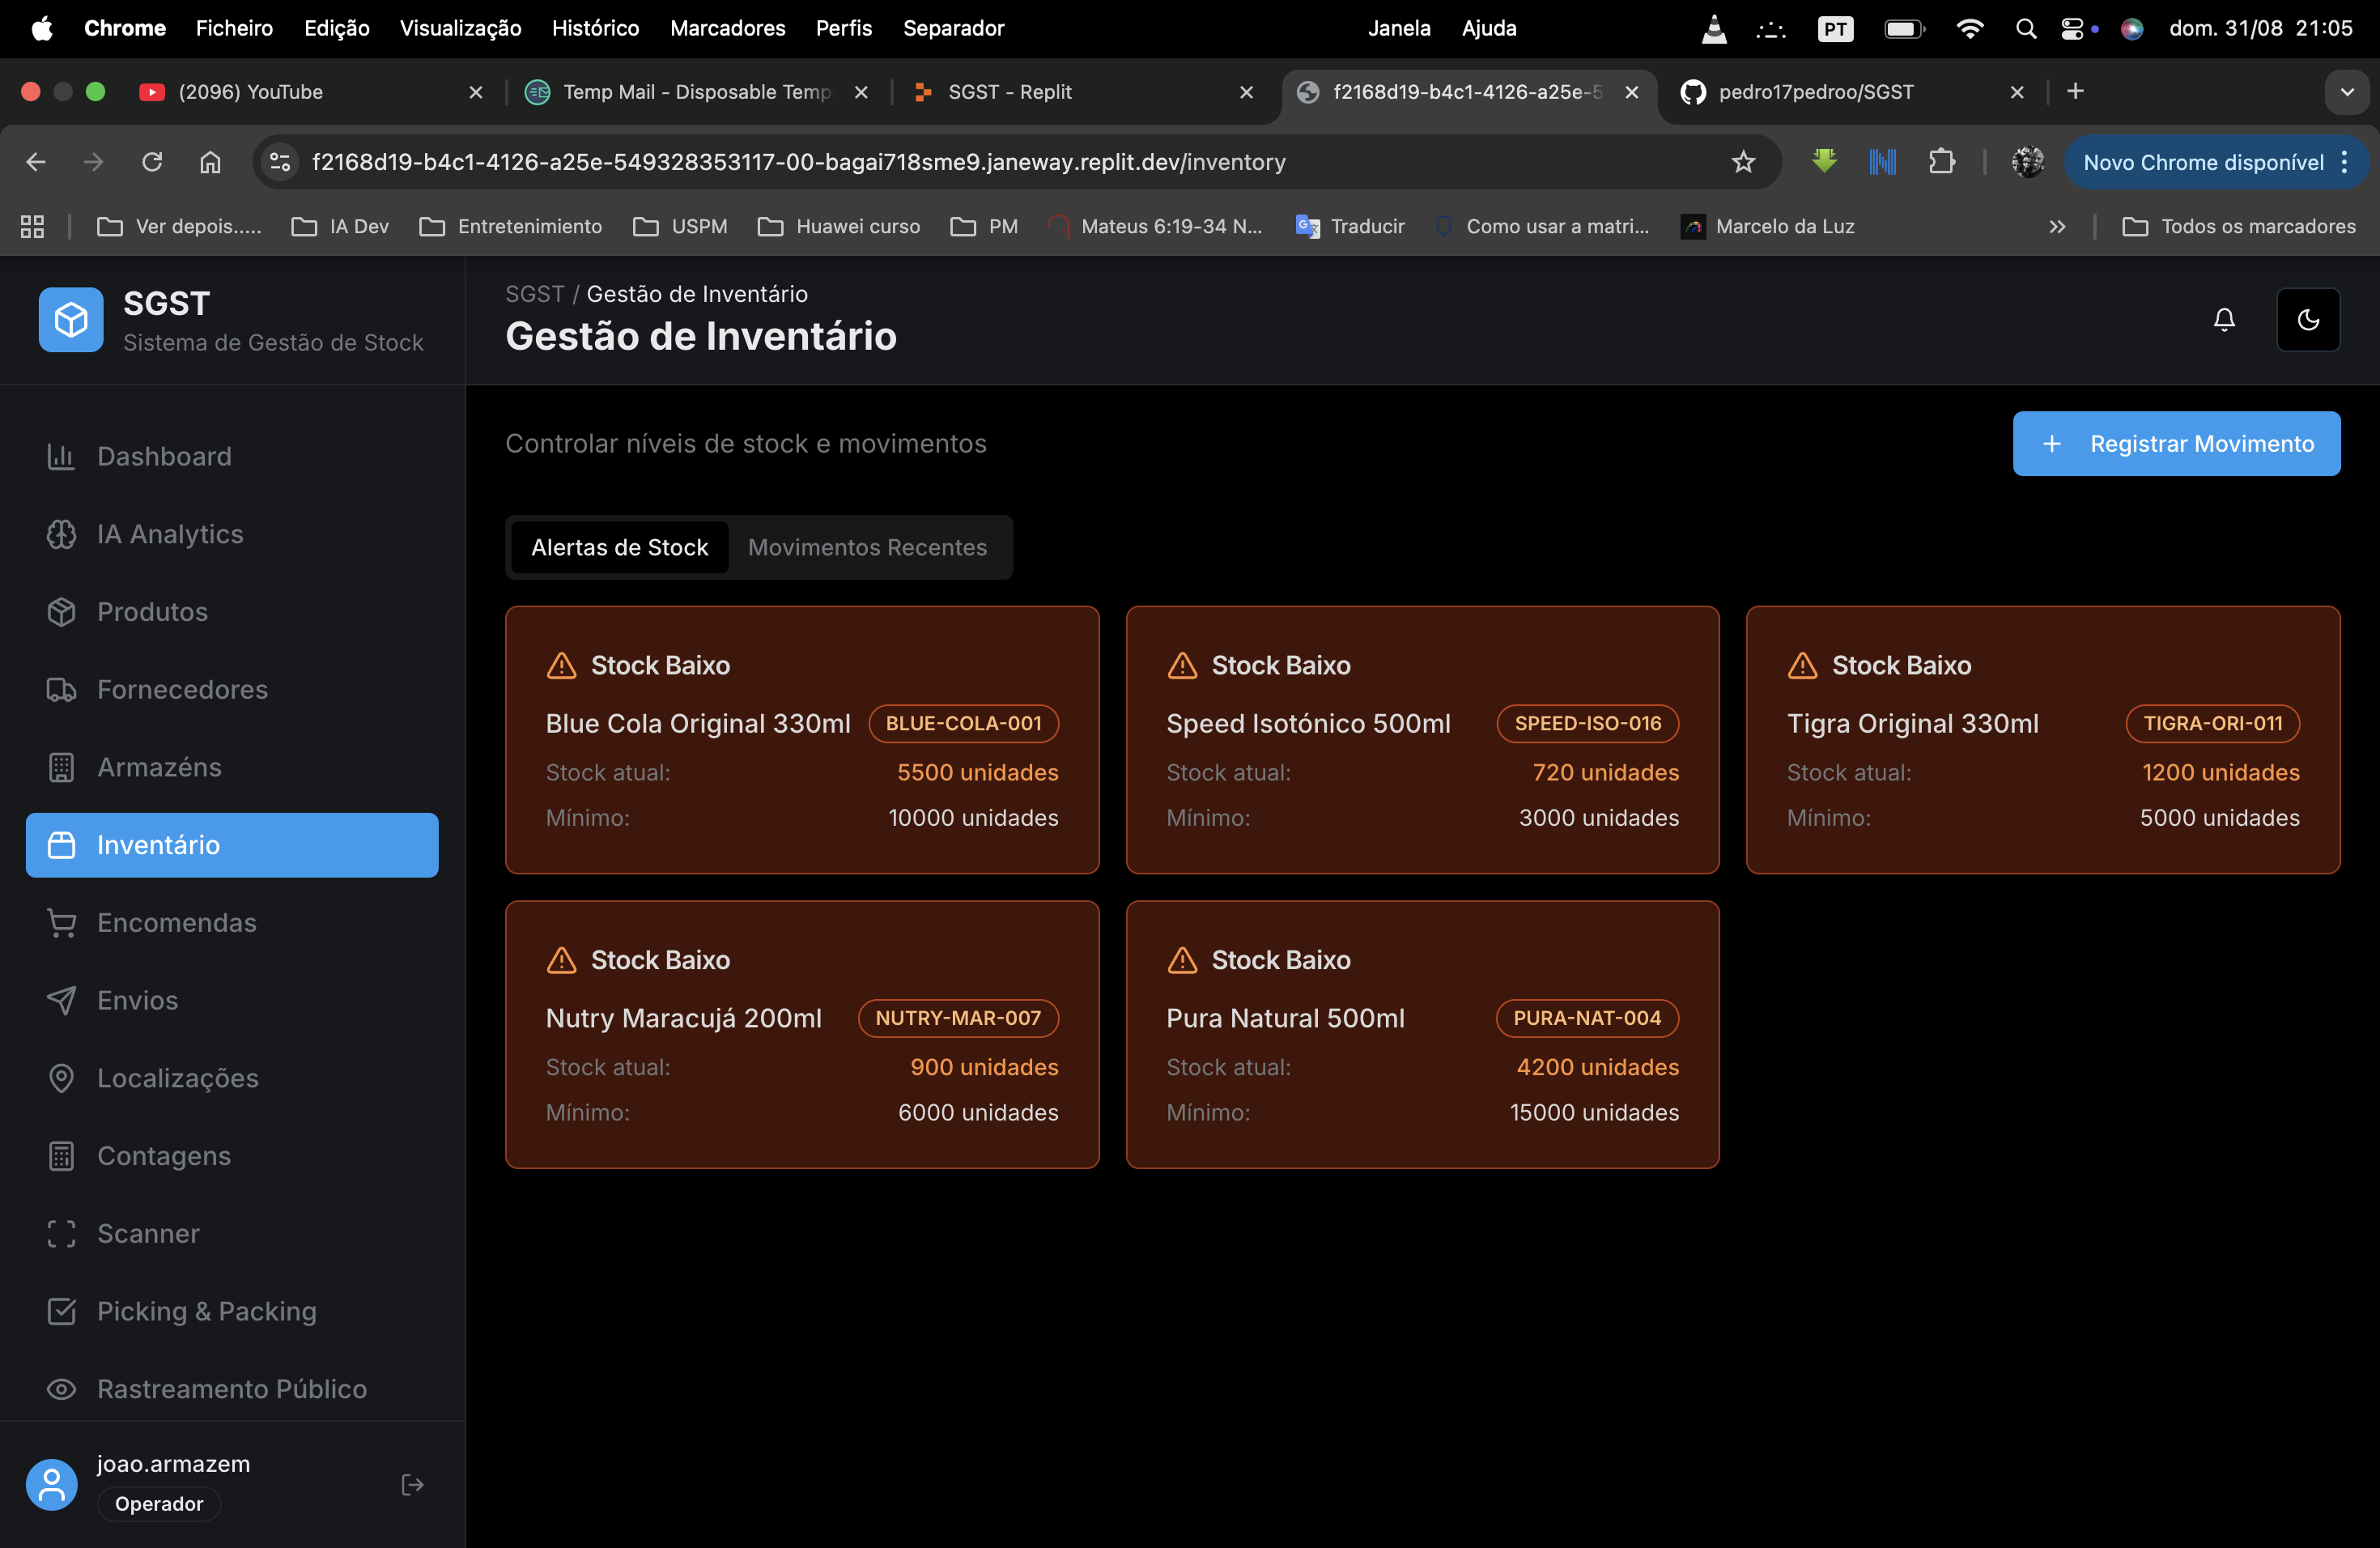 Chrome Ficheiro Edição Visualização Histórico Marcadores Perfis Separador Janela Ajuda PT dom. 31/08 21:05
(2096) YouTube Temp Mail - Disposable Temp SGST - Replit f2168d19-b4c1-4126-a25e-5 pedro17pedroo/SGST
f2168d19-b4c1-4126-a25e-549328353117-00-bagai718sme9.janeway.replit.dev/inventory Novo Chrome disponível
Ver depois..... IA Dev Entretenimiento USPM Huawei curso PM Mateus 6:19-34 N... Traducir Como usar a matri... Marcelo da Luz Todos os marcadores
SGST
Sistema de Gestão de Stock
Dashboard
IA Analytics
Produtos
Fornecedores
Armazéns
Inventário
Encomendas
Envios
Localizações
Contagens
Scanner
Picking & Packing
Rastreamento Público
joao.armazem
Operador
SGST / Gestão de Inventário
Gestão de Inventário
Controlar níveis de stock e movimentos
Registrar Movimento
Alertas de Stock Movimentos Recentes
Stock Baixo
Blue Cola Original 330ml BLUE-COLA-001
Stock atual: 5500 unidades
Mínimo: 10000 unidades
Stock Baixo
Speed Isotónico 500ml SPEED-ISO-016
Stock atual: 720 unidades
Mínimo: 3000 unidades
Stock Baixo
Tigra Original 330ml TIGRA-ORI-011
Stock atual: 1200 unidades
Mínimo: 5000 unidades
Stock Baixo
Nutry Maracujá 200ml NUTRY-MAR-007
Stock atual: 900 unidades
Mínimo: 6000 unidades
Stock Baixo
Pura Natural 500ml PURA-NAT-004
Stock atual: 4200 unidades
Mínimo: 15000 unidades